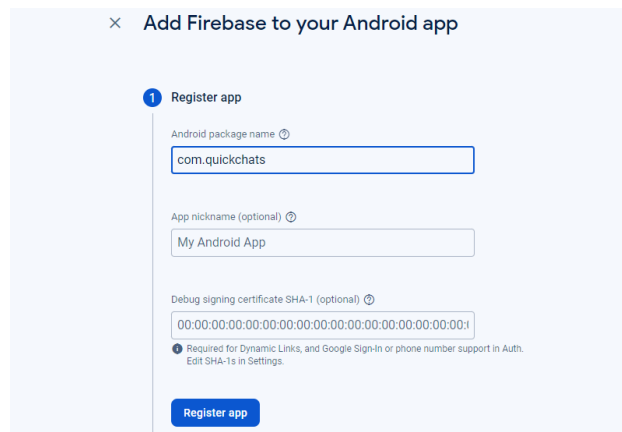 Add Firebase to your Android app
1 Register app
Android package name
com.quickchats
App nickname (optional)
My Android App
Debug signing certificate SHA-1 (optional)
00:00:00:00:00:00:00:00:00:00:00:00:00:00:00:00:00:
Required for Dynamic Links, and Google Sign-In or phone number support in Auth.
Edit SHA-1s in Settings.
Register app